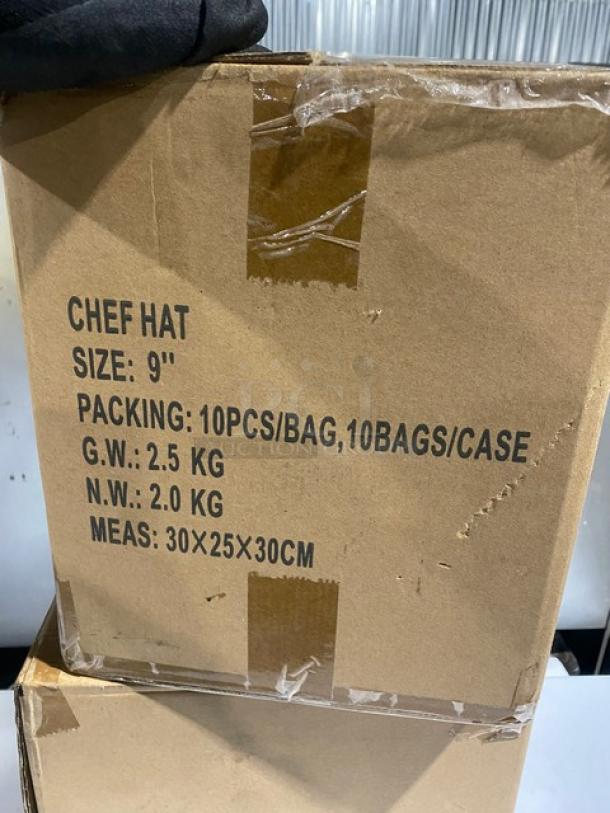 CHEF HAT
SIZE: 9"
PACKING: 10PCS/BAG,10BAGS/CASE
G.W.: 2.5 KG
N.W.: 2.0 KG
MEAS: 30X25X30CM